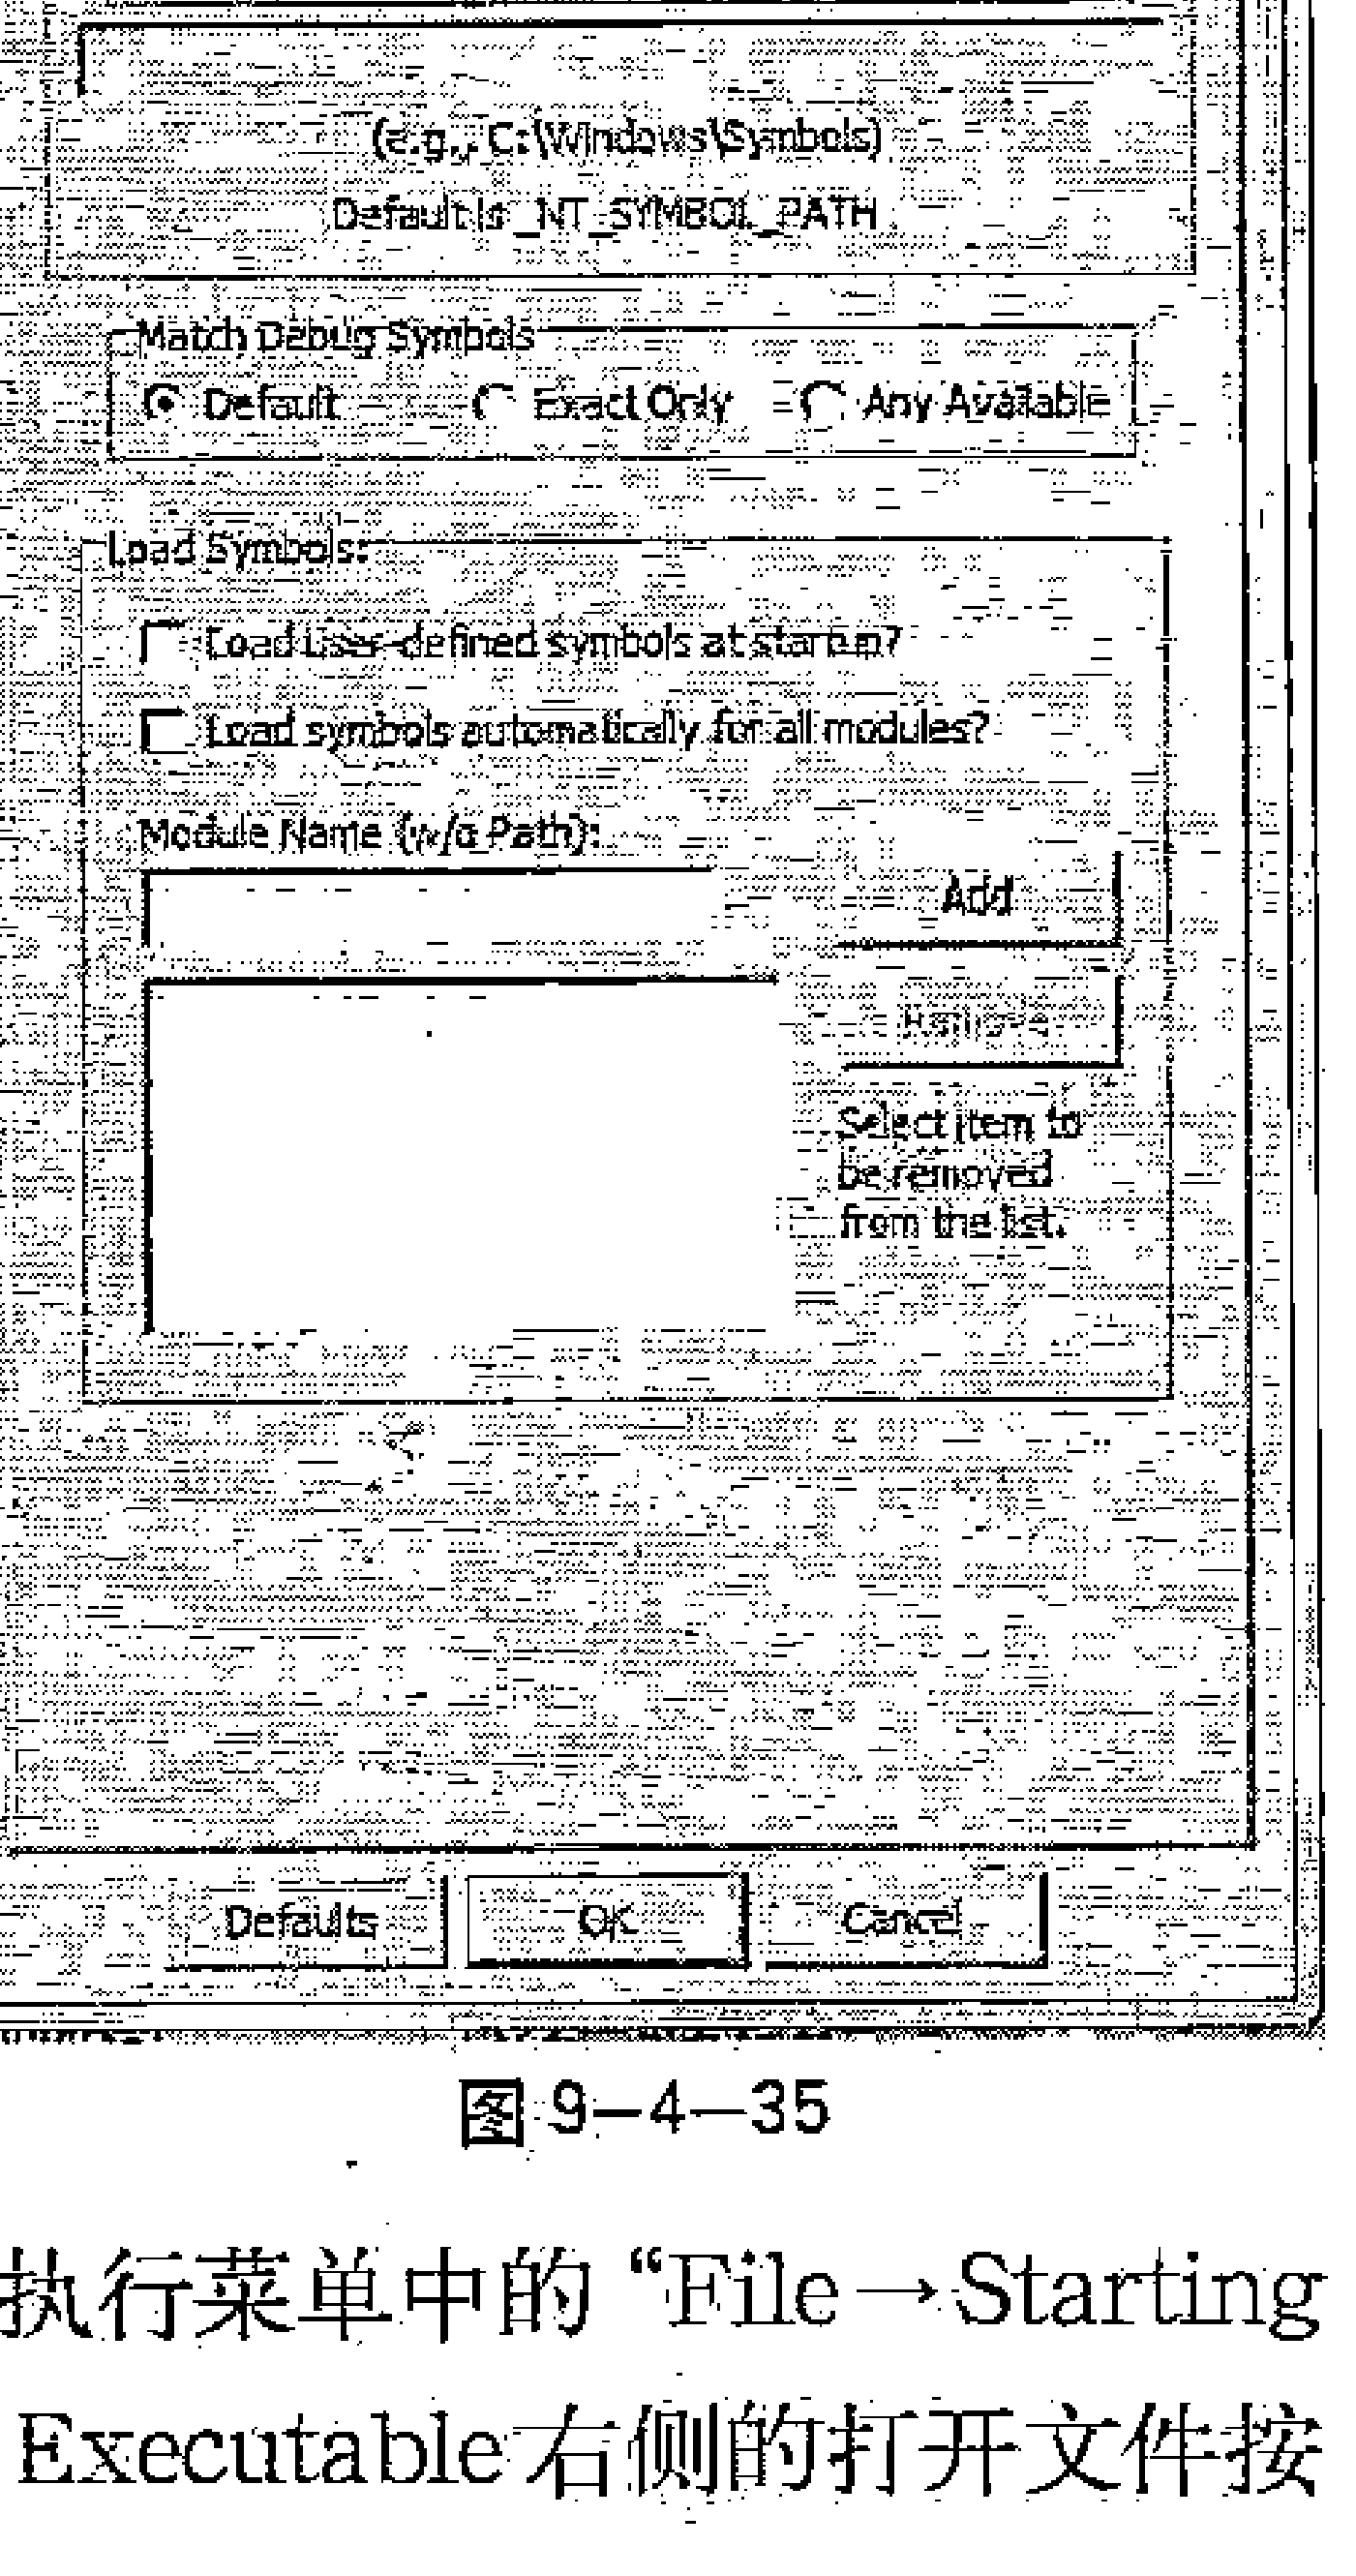 (e.g., C:\Windows\Symbols)
Default is _NT_SYMBOL_PATH
Match Debug Symbols
Default Exact Only Any Available
Load Symbols:
Load user-defined symbols at startup?
Load symbols automatically for all modules?
Module Name (w/o Path):
Add
Remove
Select item to
be removed
from the list.
Defaults OK Cancel
图 9-4-35
执行菜单中的 “File→Starting
Executable 右侧的打开文件按